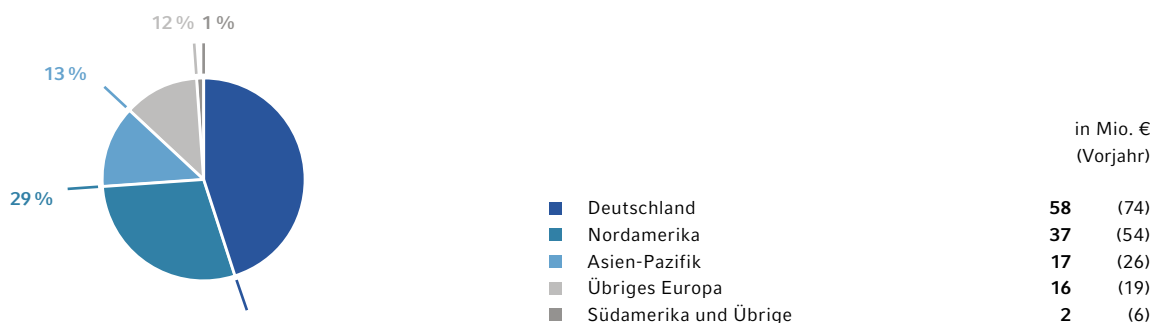 12 % 1 %
13 %
29 %
in Mio. €
(Vorjahr)
Deutschland 58 (74)
Nordamerika 37 (54)
Asien-Pazifik 17 (26)
Übriges Europa 16 (19)
Südamerika und Übrige 2 (6)